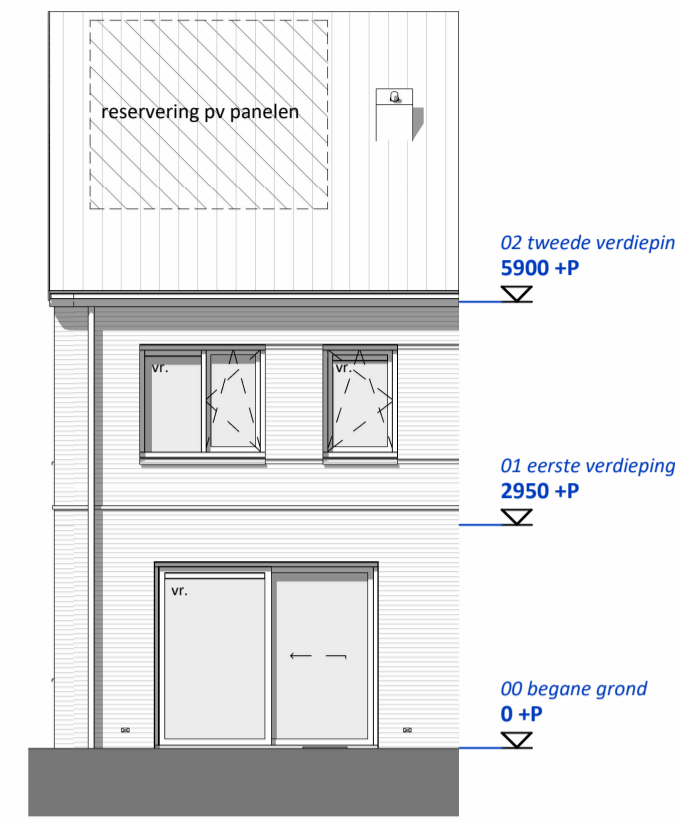 reservering pv panelen
02 tweede verdiepin
5900 +P
vr.
vr.
01 eerste verdieping
2950 +P
vr.
00 begane grond
0 +P